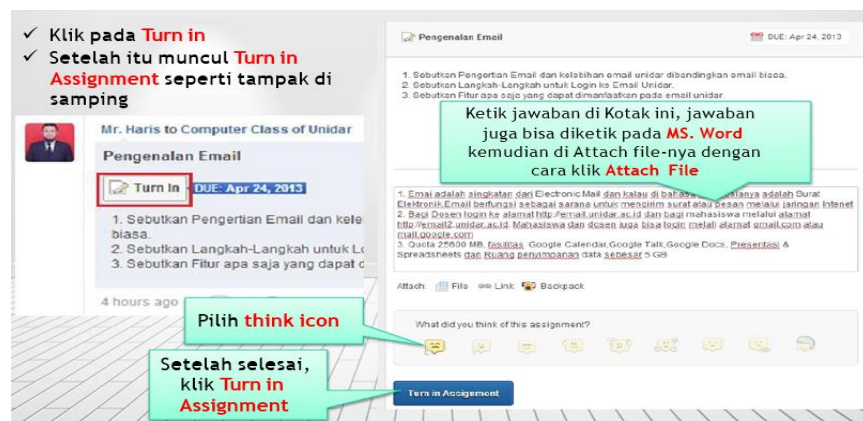 ✓ Klik pada Turn in
✓ Setelah itu muncul Turn in
Assignment seperti tampak di
samping
Mr. Haris to Computer Class of Unidar
Pengenalan Email
Turn In DUE: Apr 24, 2013
1. Sebutkan Pengertian Email dan kele
biasa.
2. Sebutkan Langkah-Langkah untuk Lo
3. Sebutkan Fitur apa saja yang dapat d
4 hours ago
Pilih think icon
Setelah selesai,
klik Turn in
Assignment
Pengenalan Email
DUE: Apr 24, 2013
1. Sebutkan Pengertian Email dan kelebihan email unidar dibandingkan email biasa.
2. Sebutkan Langkah-Langkah untuk Login ke Email Unidar.
3. Sebutkan Fitur apa saja yang dapat dimanfaatkan pada email unidar.
Ketik jawaban di Kotak ini, jawaban
juga bisa diketik pada MS. Word
kemudian di Attach file-nya dengan
cara klik Attach File
1. Emai adalah singkatan dari Electronic Mail dan kalau di bahasa adalah Surat
Elektronik.Email berfungsi sebagai sarana untuk mengirim surat atau pesan melalui jaringan Intenet
2. Bagi Dosen login ke alamat http://email.unidar.ac.id dan bagi mahasiswa melalui alamat
http://email2.unidar.ac.id. Mahasiswa dan dosen juga bisa login melali alamat gmail.com atau
mail.google.com
3. Quota 25600 MB, fasilitas Google Calendar,Google Talk,Google Docs, Presentasi &
Spreadsheets dan Ruang penyimpanan data sebesar 5 GB
Attach: File Link Backpack
What did you think of this assignment?
Turn in Assignment